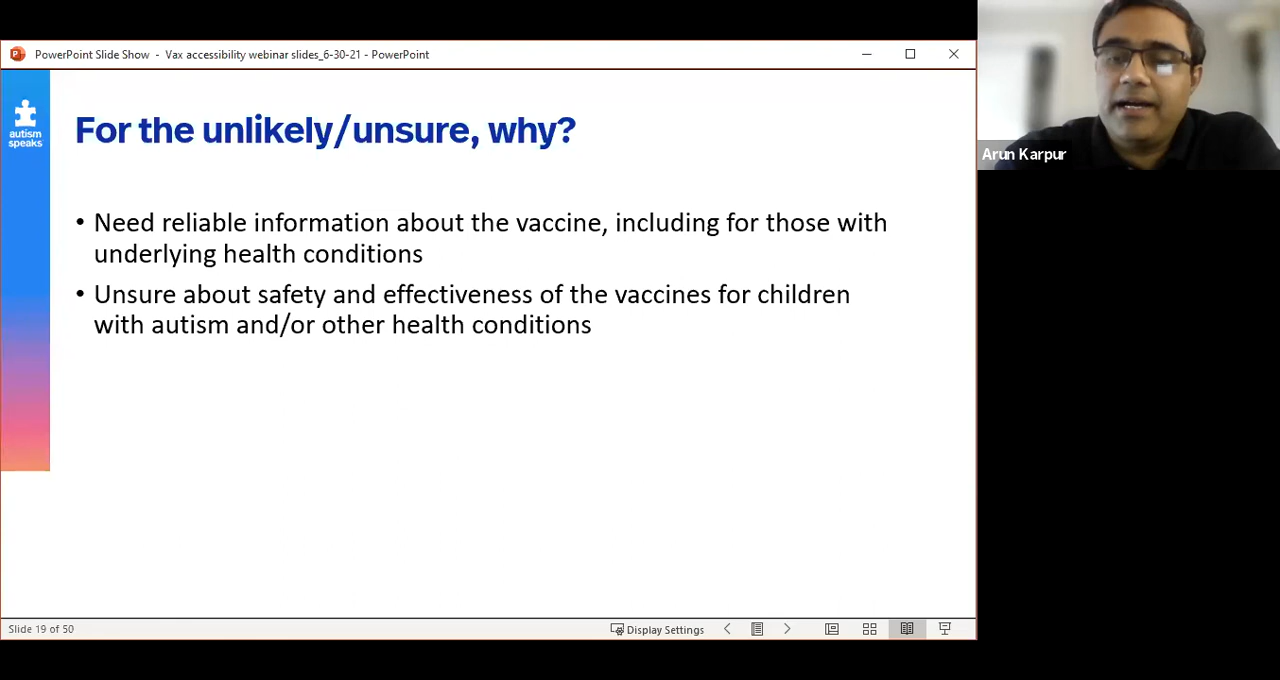 PowerPoint Slide Show - Vax accessibility webinar slides_6-30-21 - PowerPoint
autism
speaks
For the unlikely/unsure, why?
• Need reliable information about the vaccine, including for those with
underlying health conditions
• Unsure about safety and effectiveness of the vaccines for children
with autism and/or other health conditions
Arun Karpur
Slide 19 of 50
Display Settings